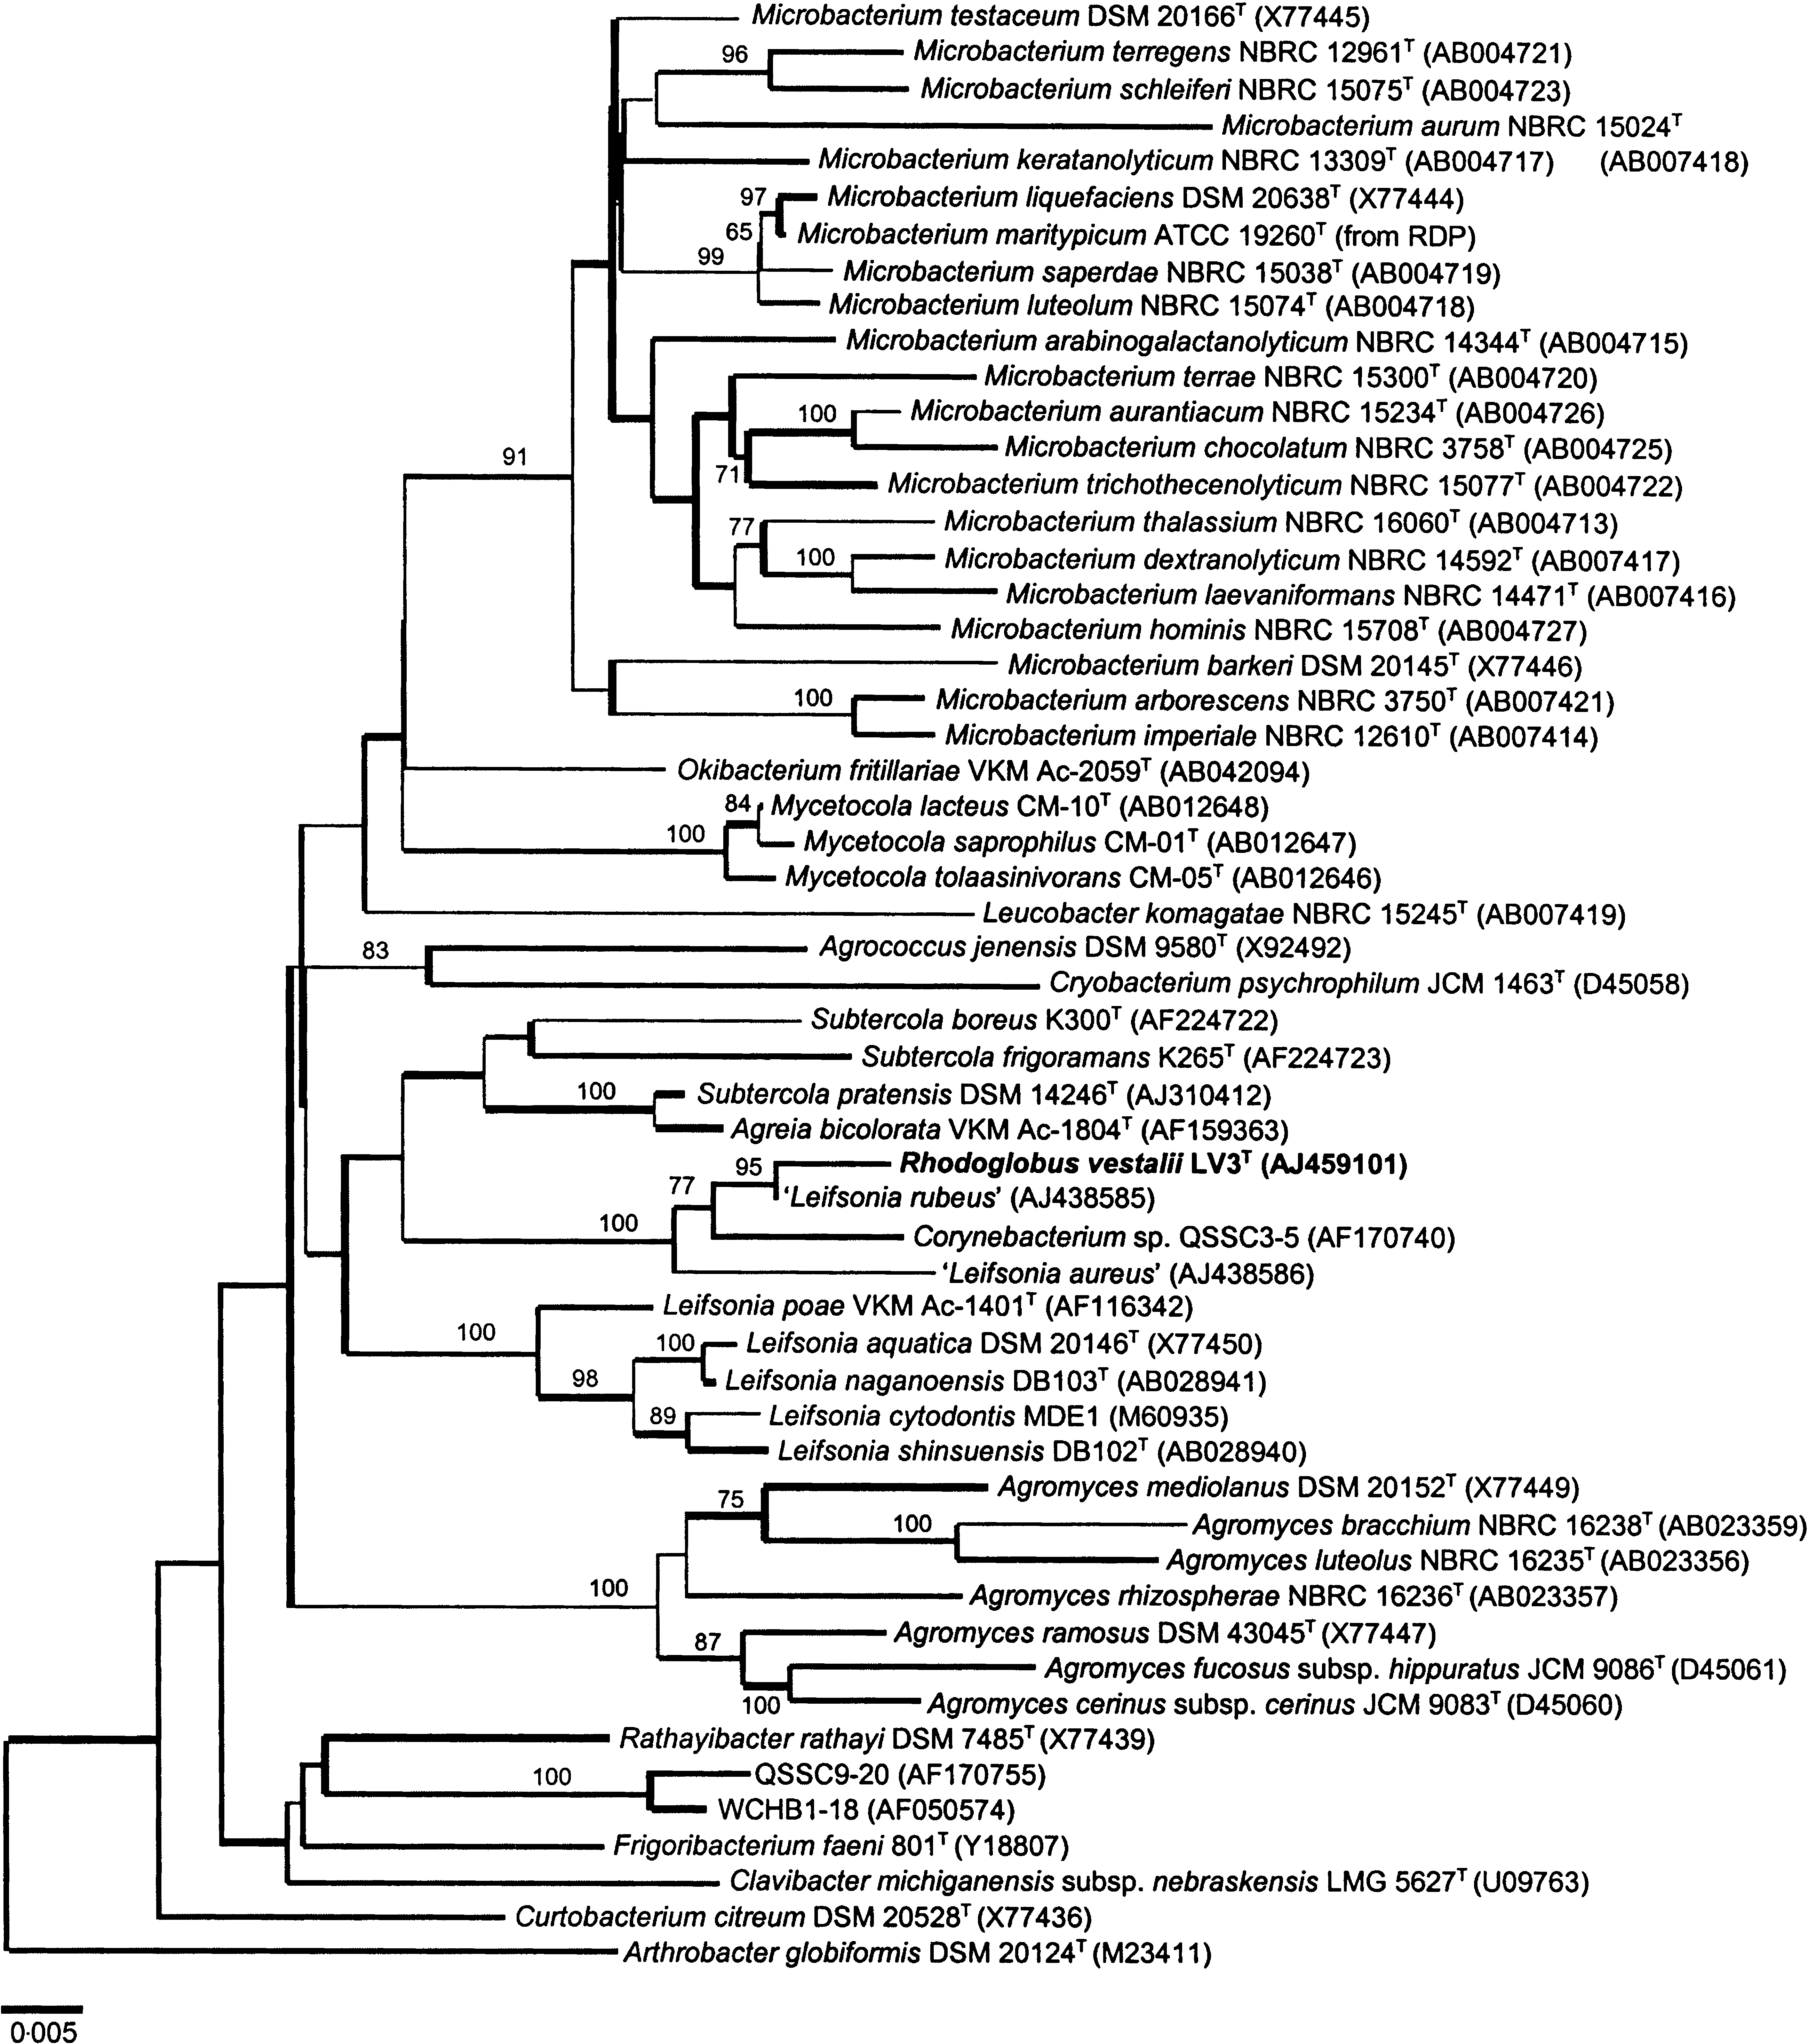 Microbacterium testaceum DSM 20166T (X77445)
96 Microbacterium terregens NBRC 12961T (AB004721)
Microbacterium schleiferi NBRC 15075T (AB004723)
Microbacterium aurum NBRC 15024T
Microbacterium keratanolyticum NBRC 13309T (AB004717) (AB007418)
97 Microbacterium liquefaciens DSM 20638T (X77444)
65 Microbacterium maritypicum ATCC 19260T (from RDP)
99 Microbacterium saperdae NBRC 15038T (AB004719)
Microbacterium luteolum NBRC 15074T (AB004718)
Microbacterium arabinogalactanolyticum NBRC 14344T (AB004715)
Microbacterium terrae NBRC 15300T (AB004720)
100 Microbacterium aurantiacum NBRC 15234T (AB004726)
Microbacterium chocolatum NBRC 3758T (AB004725)
91
71 Microbacterium trichothecenolyticum NBRC 15077T (AB004722)
77 Microbacterium thalassium NBRC 16060T (AB004713)
100 Microbacterium dextranolyticum NBRC 14592T (AB007417)
Microbacterium laevaniformans NBRC 14471T (AB007416)
Microbacterium hominis NBRC 15708T (AB004727)
Microbacterium barkeri DSM 20145T (X77446)
100 Microbacterium arborescens NBRC 3750T (AB007421)
Microbacterium imperiale NBRC 12610T (AB007414)
Okibacterium fritillariae VKM Ac-2059T (AB042094)
84 Mycetocola lacteus CM-10T (AB012648)
100 Mycetocola saprophilus CM-01T (AB012647)
Mycetocola tolaasinivorans CM-05T (AB012646)
Leucobacter komagatae NBRC 15245T (AB007419)
83 Agrococcus jenensis DSM 9580T (X92492)
Cryobacterium psychrophilum JCM 1463T (D45058)
Subtercola boreus K300T (AF224722)
Subtercola frigoramans K265T (AF224723)
100 Subtercola pratensis DSM 14246T (AJ310412)
Agreia bicolorata VKM Ac-1804T (AF159363)
95 Rhodoglobus vestalii LV3T (AJ459101)
77 ‘Leifsonia rubeus’ (AJ438585)
100 Corynebacterium sp. QSSC3-5 (AF170740)
‘Leifsonia aureus’ (AJ438586)
Leifsonia poae VKM Ac-1401T (AF116342)
100 100 Leifsonia aquatica DSM 20146T (X77450)
98 Leifsonia naganoensis DB103T (AB028941)
89 Leifsonia cytodontis MDE1 (M60935)
Leifsonia shinsuensis DB102T (AB028940)
75 Agromyces mediolanus DSM 20152T (X77449)
100 Agromyces bracchium NBRC 16238T (AB023359)
Agromyces luteolus NBRC 16235T (AB023356)
100 Agromyces rhizospherae NBRC 16236T (AB023357)
87 Agromyces ramosus DSM 43045T (X77447)
Agromyces fucosus subsp. hippuratus JCM 9086T (D45061)
100 Agromyces cerinus subsp. cerinus JCM 9083T (D45060)
Rathayibacter rathayi DSM 7485T (X77439)
100 QSSC9-20 (AF170755)
WCHB1-18 (AF050574)
Frigoribacterium faeni 801T (Y18807)
Clavibacter michiganensis subsp. nebraskensis LMG 5627T (U09763)
Curtobacterium citreum DSM 20528T (X77436)
Arthrobacter globiformis DSM 20124T (M23411)
0·005